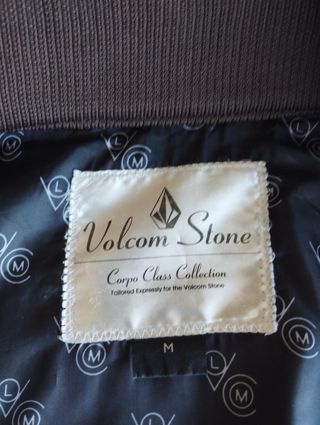 Volcom Stone
Corpo Class Collection
Tailored Expressly for the Volcom Stone
M